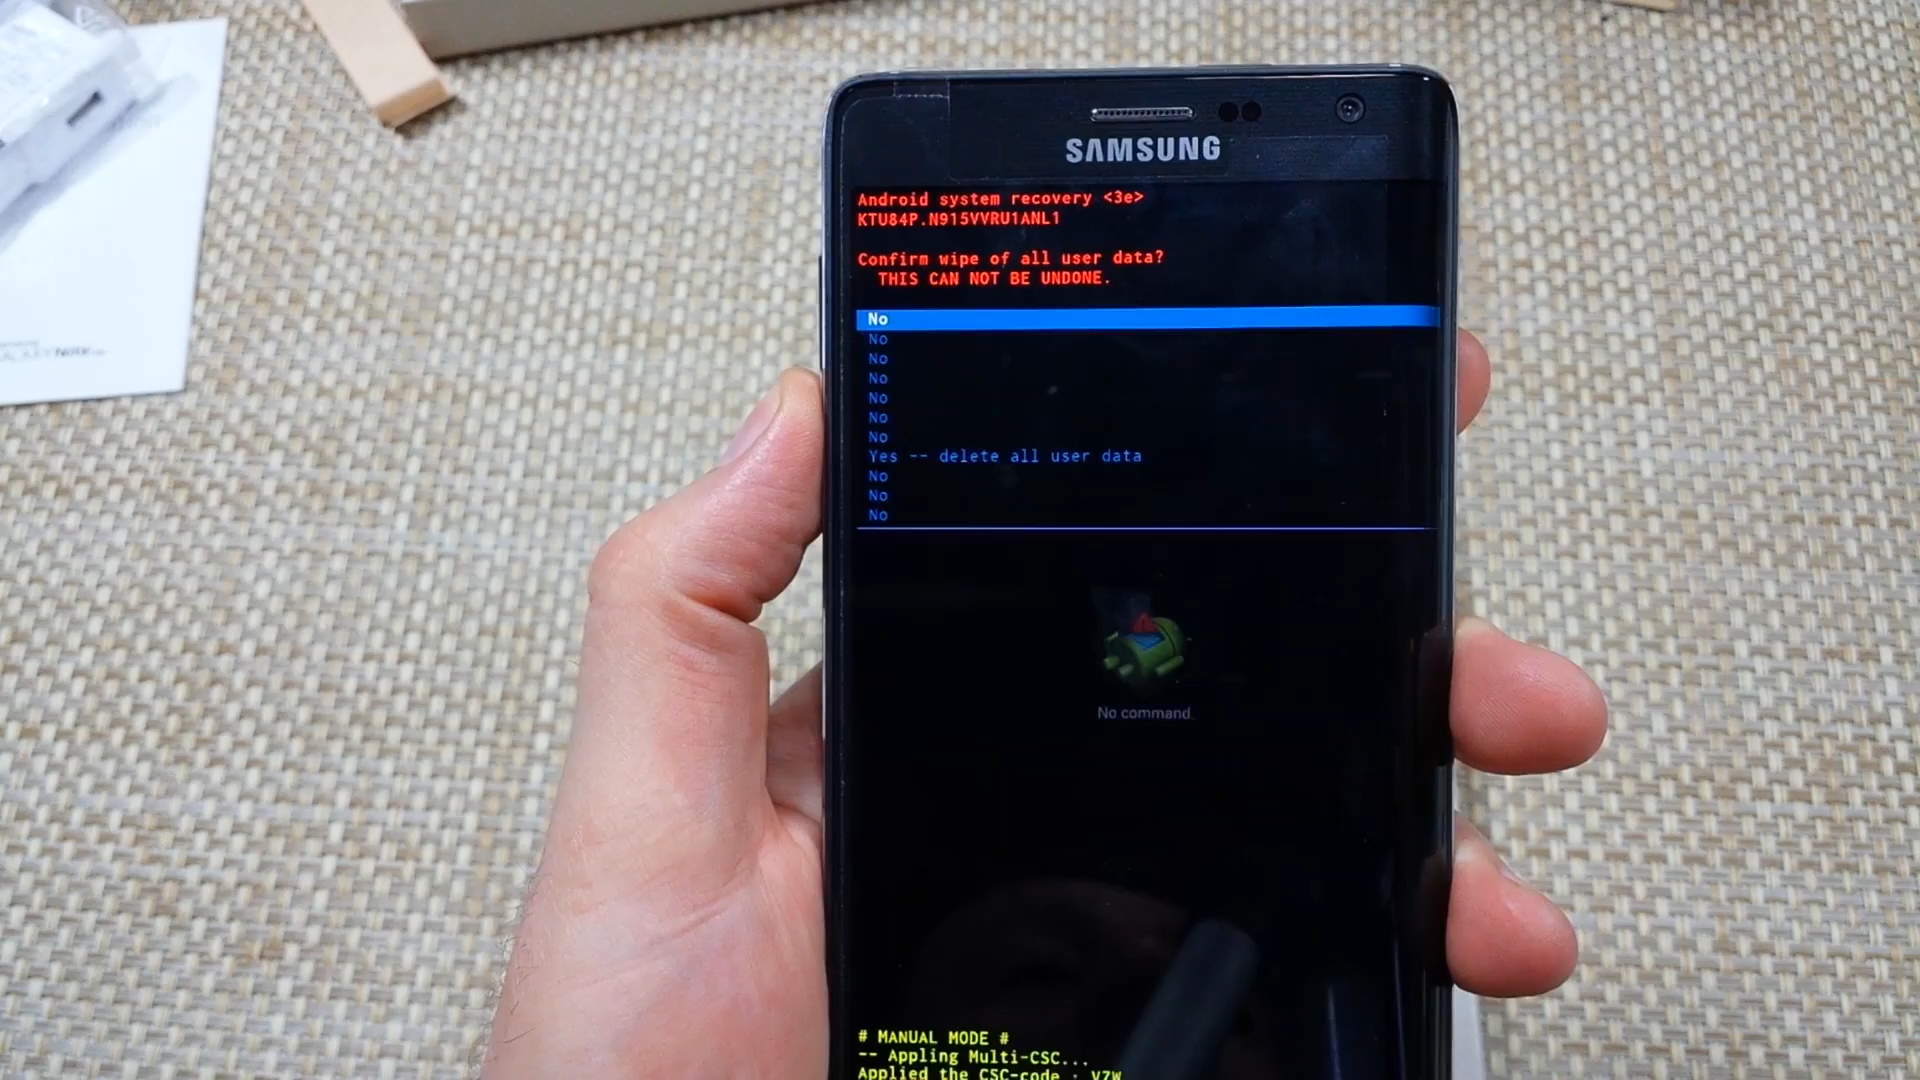 SAMSUNG
Android system recovery <3e>
KTU84P.N915VVRU1ANL1
Confirm wipe of all user data?
THIS CAN NOT BE UNDONE.
No
No
No
No
No
No
No
Yes -- delete all user data
No
No
No
No command.
# MANUAL MODE #
-- Appling Multi-CSC...
Applied the CSC-code : VZW